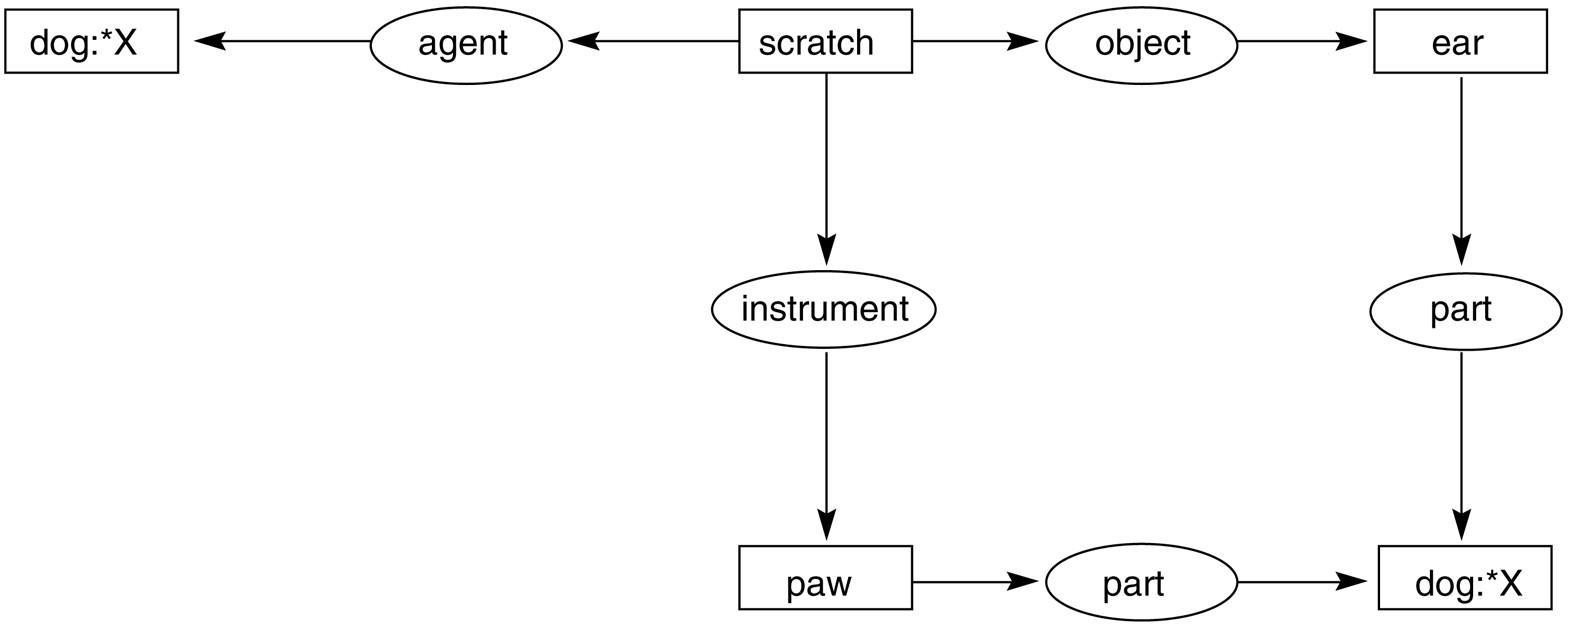 dog:*X
agent
scratch
object
ear
instrument
part
paw
part
dog:*X